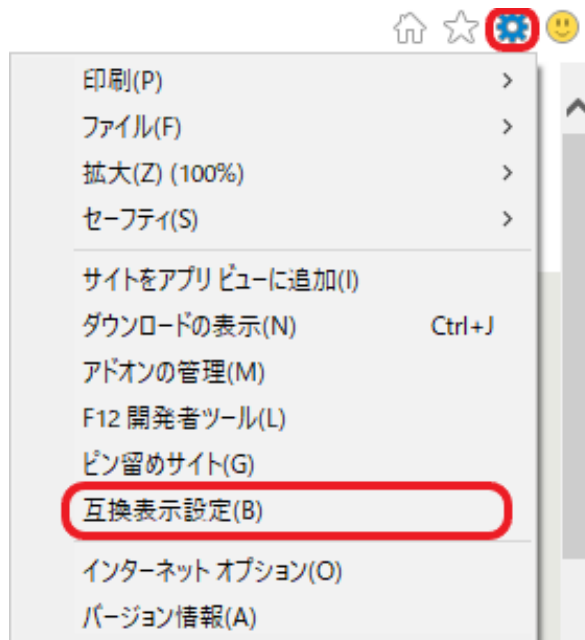 印刷(P)
ファイル(F)
拡大(Z) (100%)
セーフティ(S)
サイトをアプリ ビューに追加(I)
ダウンロードの表示(N) Ctrl+J
アドオンの管理(M)
F12 開発者ツール(L)
ピン留めサイト(G)
互換表示設定(B)
インターネット オプション(O)
バージョン情報(A)